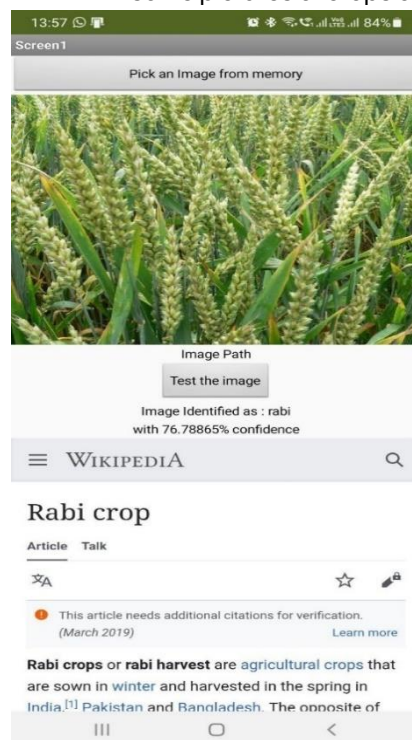 13:57 84%
Screen1
Pick an Image from memory
Image Path
Test the image
Image Identified as : rabi
with 76.78865% confidence
WIKIPEDIA
Rabi crop
Article Talk
This article needs additional citations for verification.
(March 2019) Learn more
Rabi crops or rabi harvest are agricultural crops that
are sown in winter and harvested in the spring in
India,[1] Pakistan and Bangladesh. The opposite of